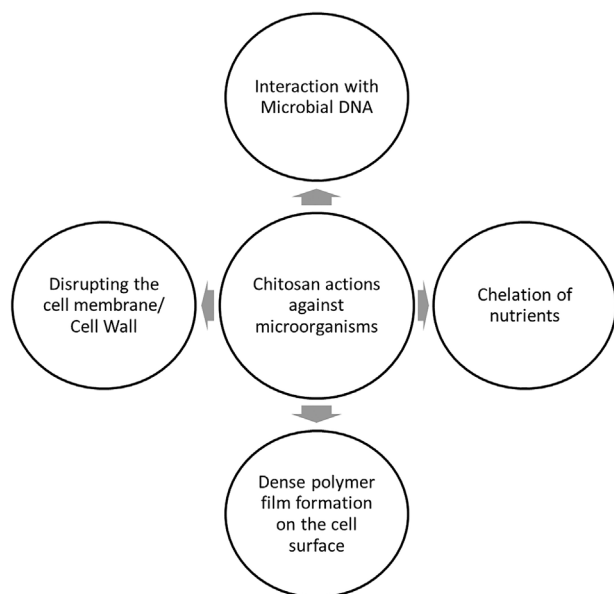 Interaction with
Microbial DNA
Disrupting the
cell membrane/
Cell Wall
Chitosan actions
against
microorganisms
Chelation of
nutrients
Dense polymer
film formation
on the cell
surface